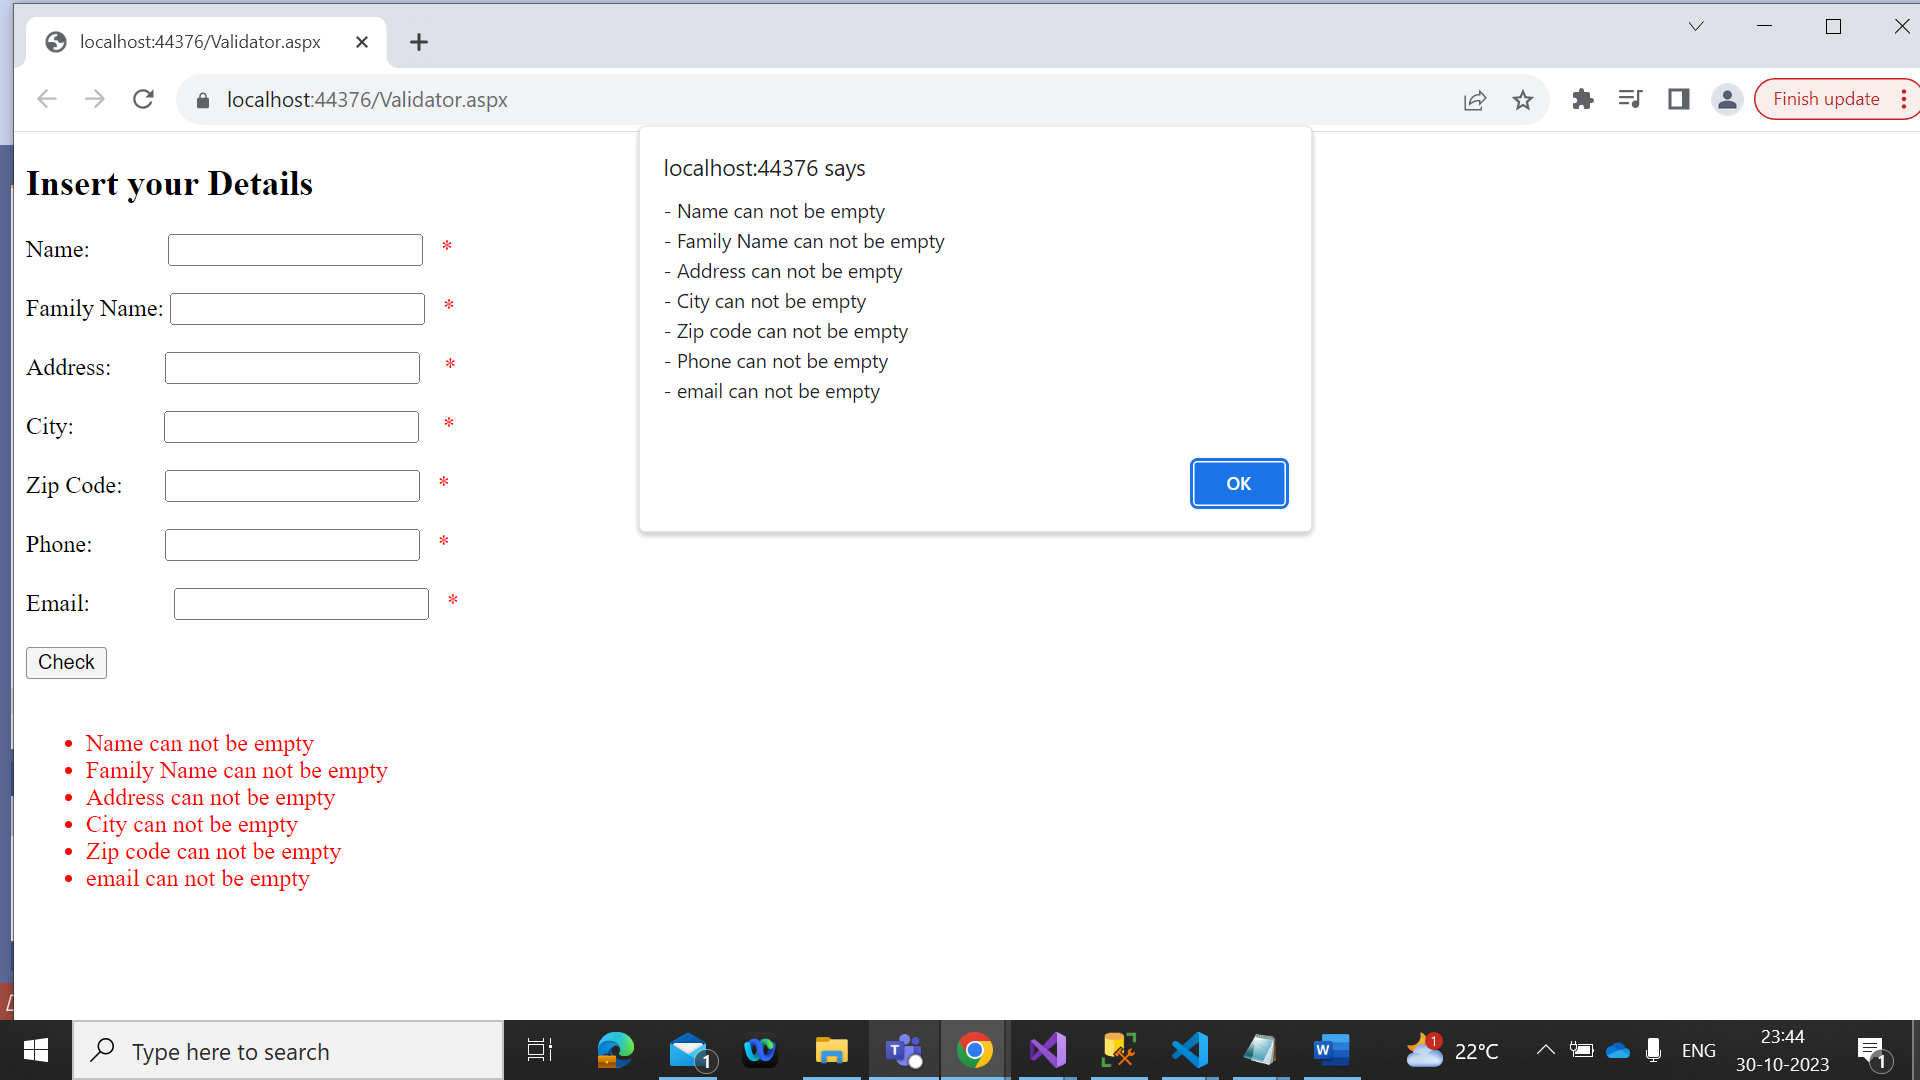 localhost:44376/Validator.aspx
localhost:44376/Validator.aspx
Finish update
Insert your Details
Name: *
Family Name: *
Address: *
City: *
Zip Code: *
Phone: *
Email: *
Check
Name can not be empty
Family Name can not be empty
Address can not be empty
City can not be empty
Zip code can not be empty
email can not be empty
localhost:44376 says
- Name can not be empty
- Family Name can not be empty
- Address can not be empty
- City can not be empty
- Zip code can not be empty
- Phone can not be empty
- email can not be empty
OK
Type here to search
1
T
W
1
22°C
ENG
23:44
30-10-2023
1